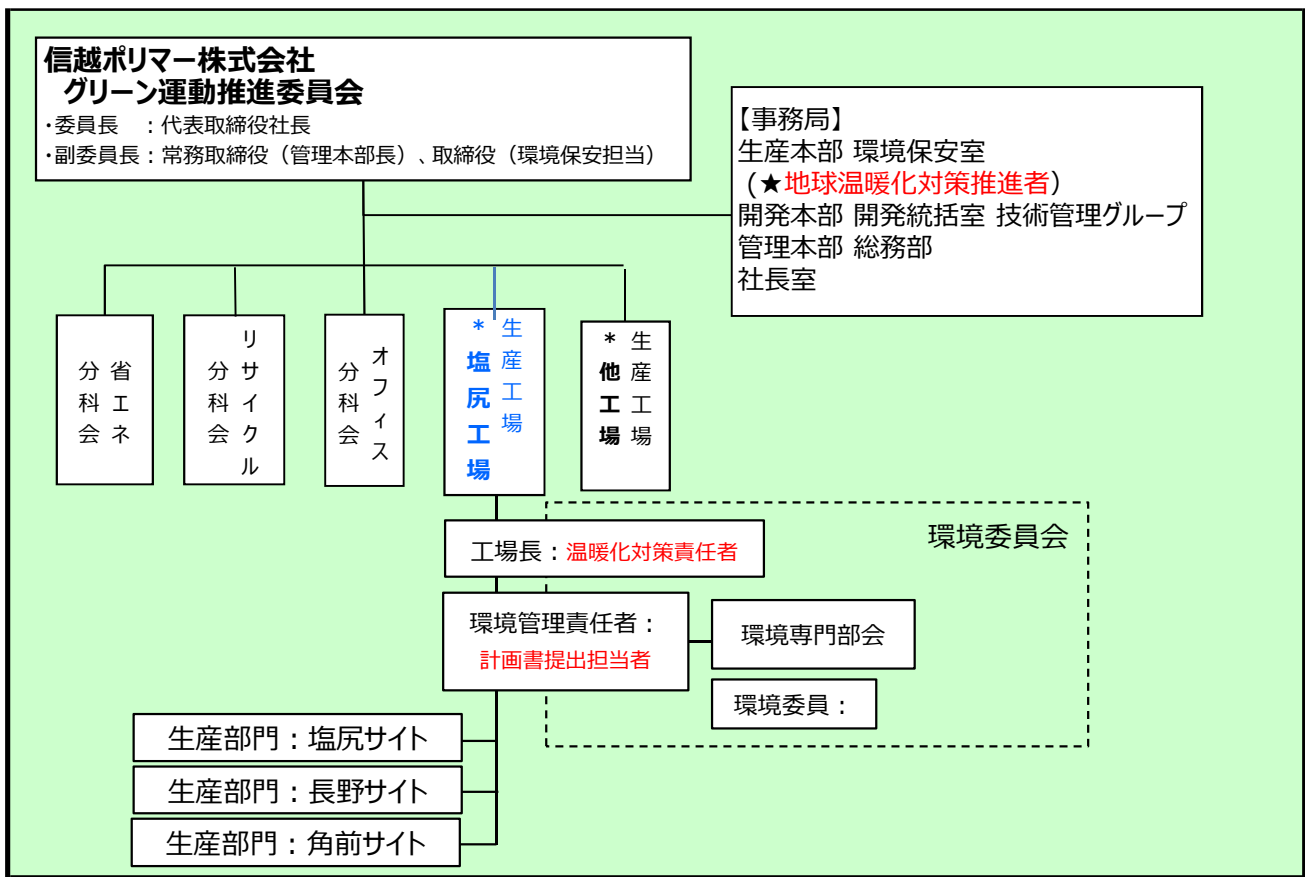 信越ポリマー株式会社
グリーン運動推進委員会
・委員長　：代表取締役社長
・副委員長：常務取締役（管理本部長）、取締役（環境保安担当）
【事務局】
生産本部 環境保安室
(★地球温暖化対策推進者）
開発本部 開発統括室 技術管理グループ
管理本部 総務部
社長室
省エネ
分科会
リサイクル
分科会
オフィス
分科会
生産工場
*塩尻工場
生産工場
*他工場
環境委員会
工場長：温暖化対策責任者
環境管理責任者：
計画書提出担当者
環境専門部会
環境委員：
生産部門：塩尻サイト
生産部門：長野サイト
生産部門：角前サイト